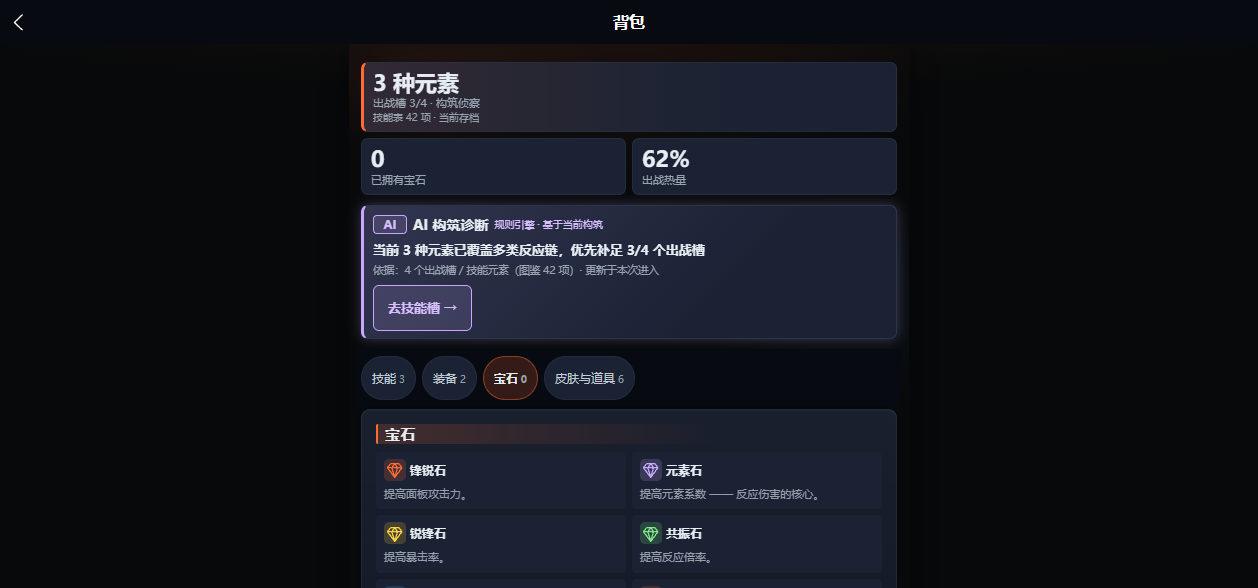 背包
3 种元素
出战槽 3/4 · 构筑侦察
技能表 42 项 · 当前存档
0
已拥有宝石
62%
出战热量
AI AI 构筑诊断 规则引擎 · 基于当前构筑
当前 3 种元素已覆盖多类反应链，优先补足 3/4 个出战槽
依据：4 个出战槽 / 技能元素（图鉴 42 项）· 更新于本次进入
去技能槽 →
技能 3 装备 2 宝石 0 皮肤与道具 6
宝石
锋锐石
提高面板攻击力。
元素石
提高元素系数 —— 反应伤害的核心。
锐锋石
提高暴击率。
共振石
提高反应倍率。